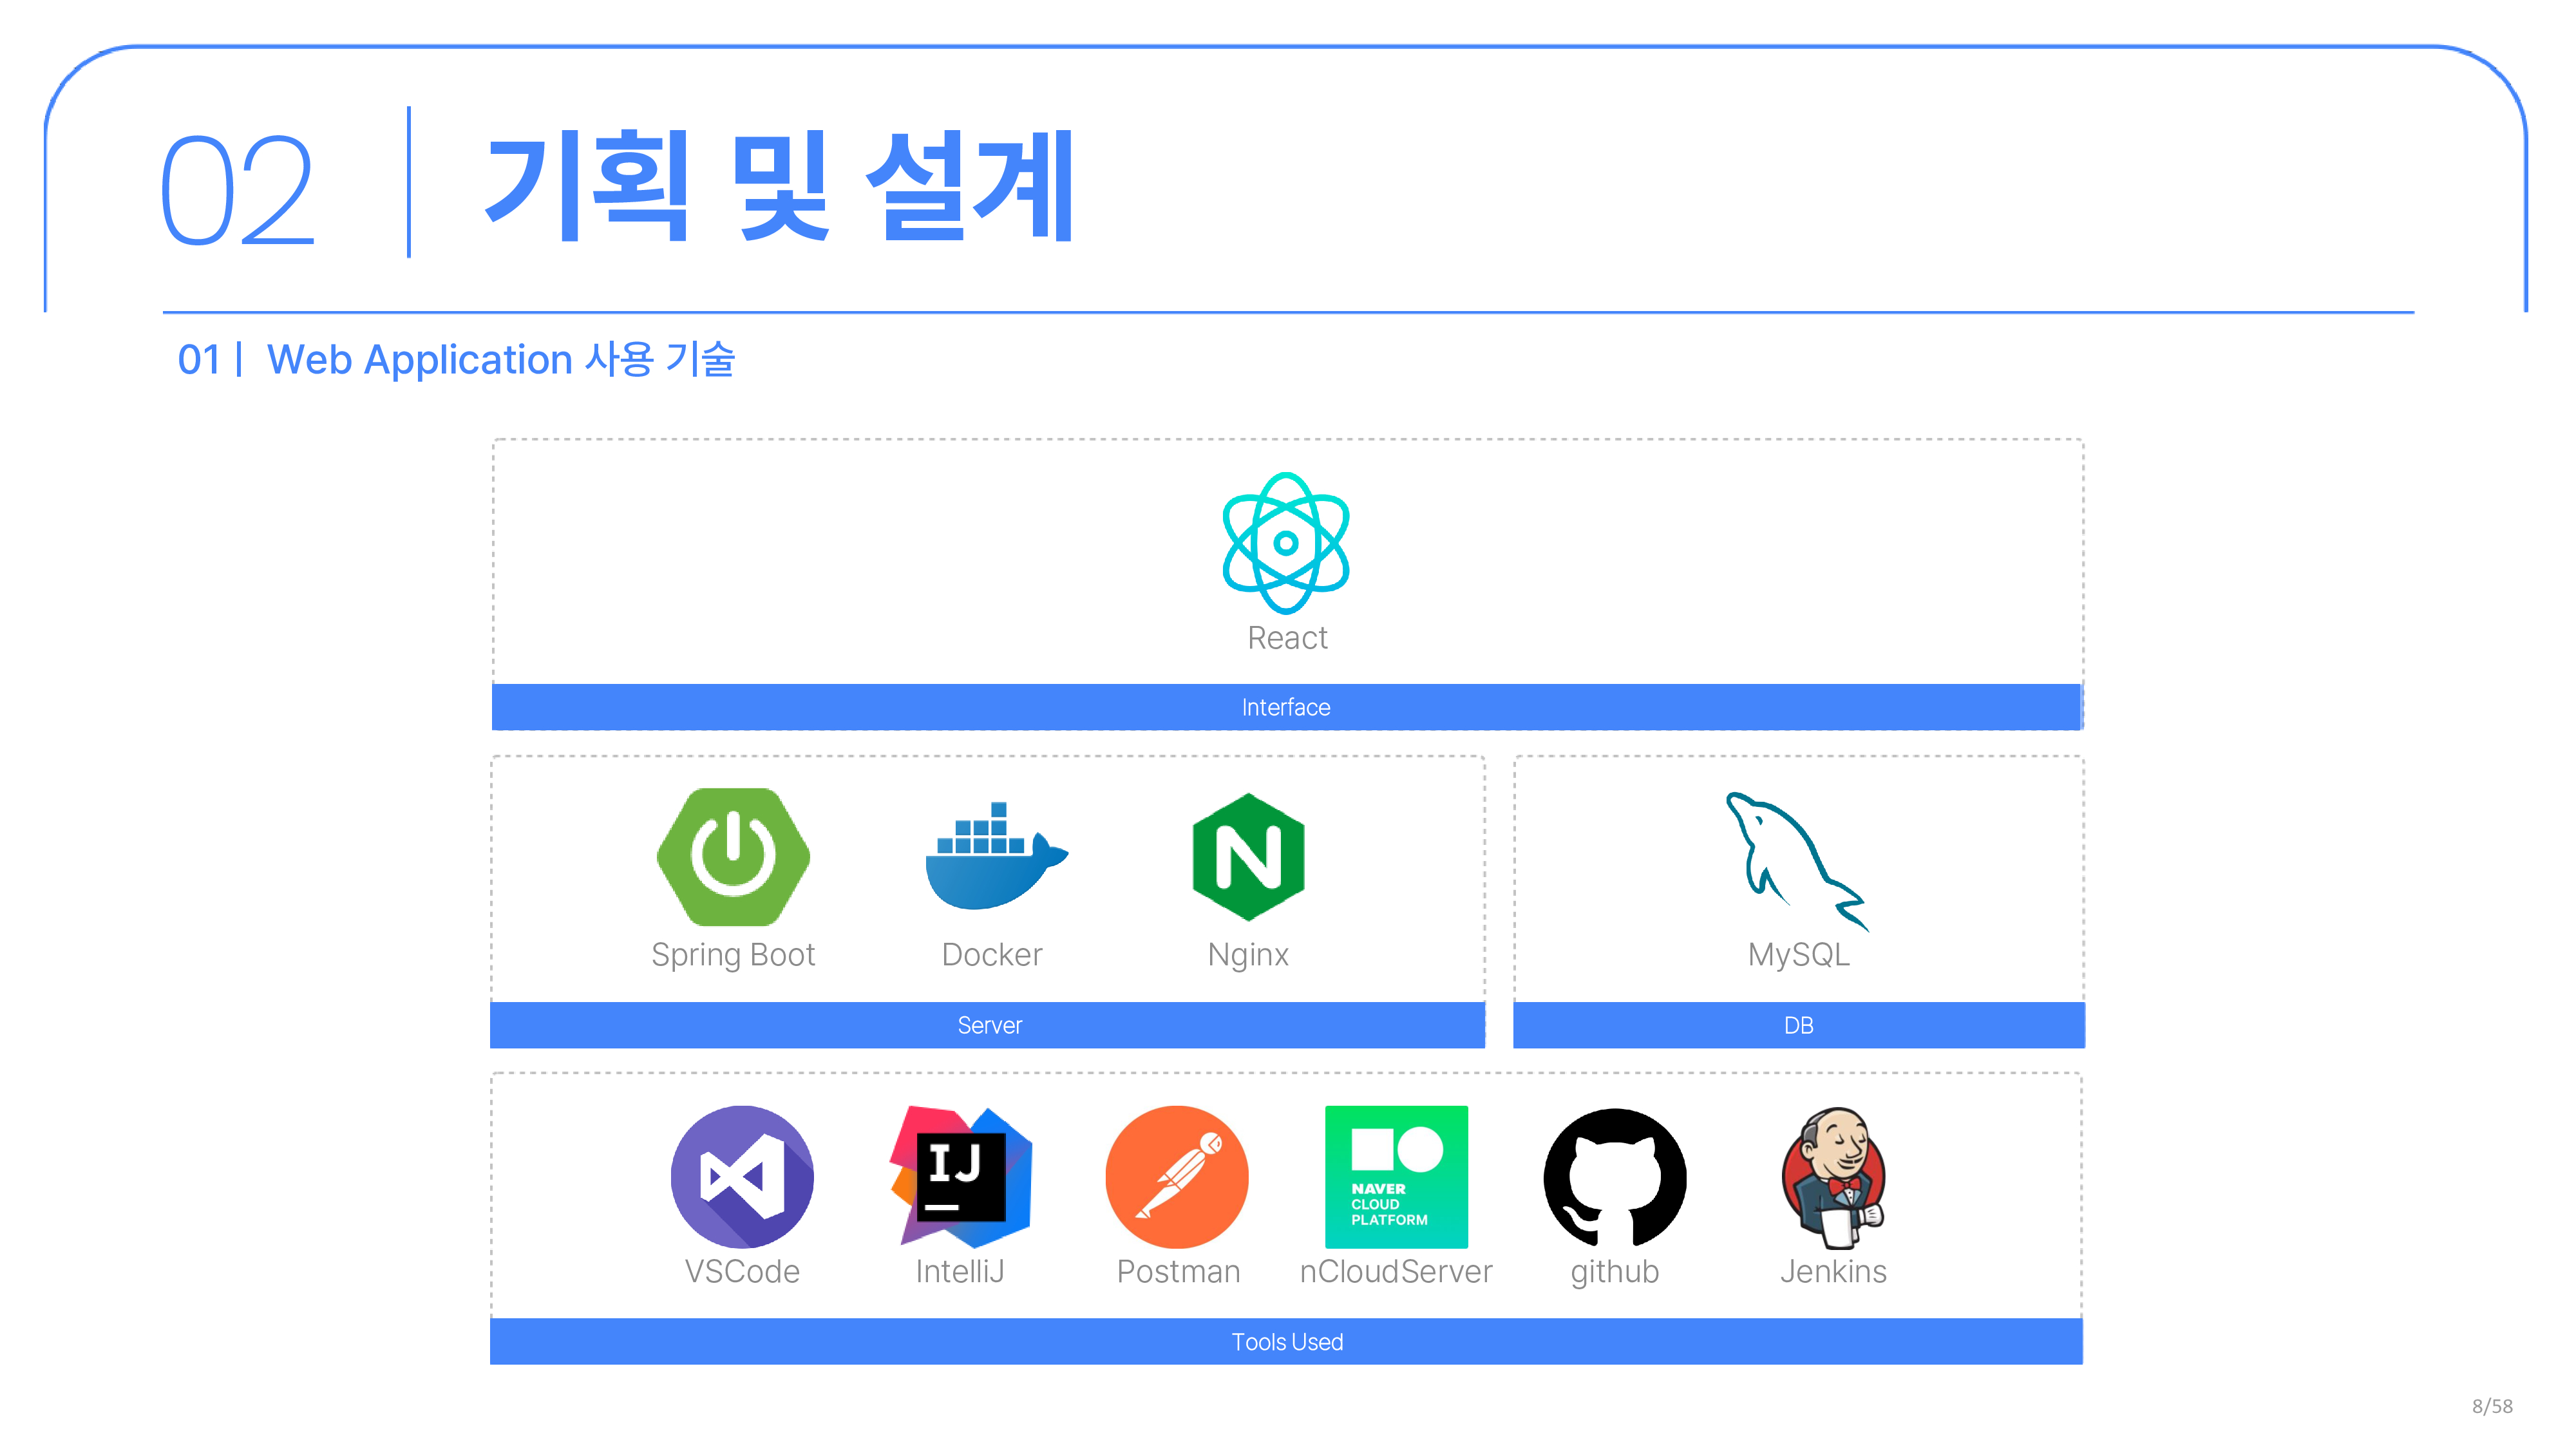 02
기획 및 설계
01 | Web Application 사용 기술
React
Interface
Spring Boot
Docker
Nginx
Server
MySQL
DB
IJ
NAVER
CLOUD
PLATFORM
VSCode
IntelliJ
Postman
nCloudServer
github
Jenkins
Tools Used
8/58